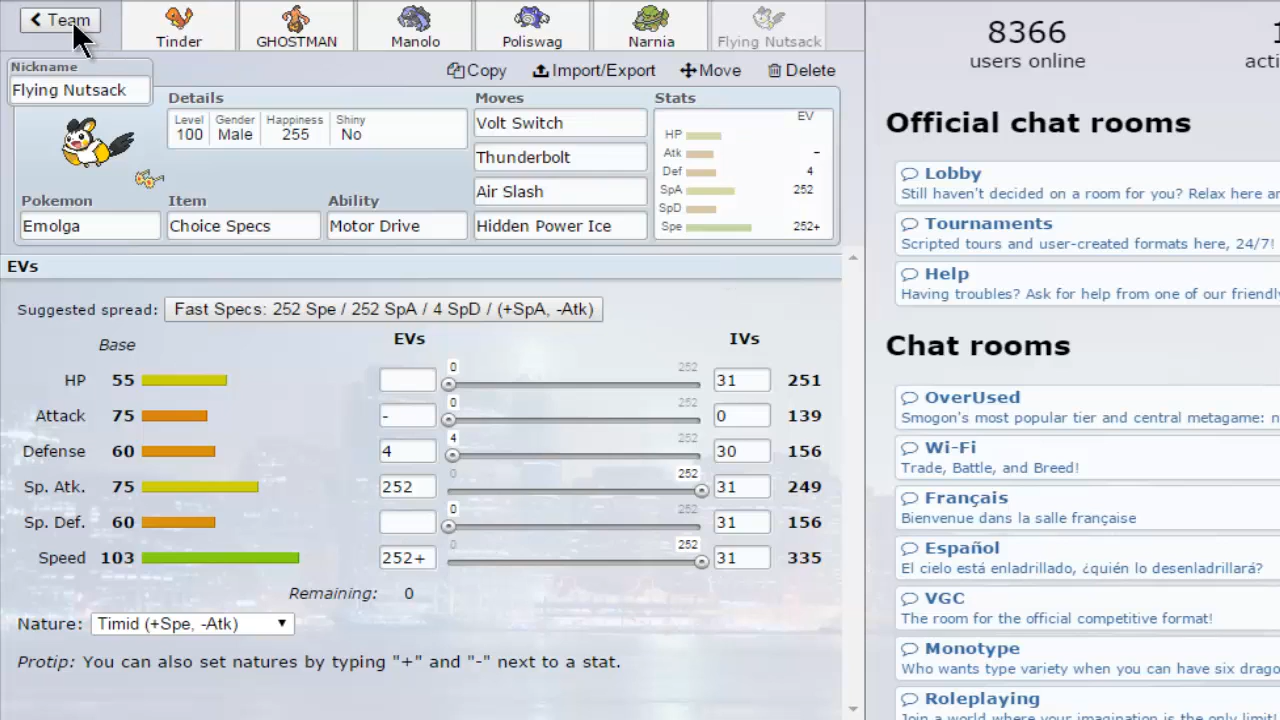 Team
Tinder
GHOSTMAN
Manolo
Poliswag
Narnia
Flying Nutsack
Nickname
Flying Nutsack
Copy
Import/Export
Move
Delete
Details
Level
100
Gender
Male
Happiness
255
Shiny
No
Pokemon
Emolga
Item
Choice Specs
Ability
Motor Drive
Moves
Volt Switch
Thunderbolt
Air Slash
Hidden Power Ice
Stats
EV
HP
Atk –
Def 4
SpA 252
SpD
Spe 252+
EVs
Suggested spread: Fast Specs: 252 Spe / 252 SpA / 4 SpD / (+SpA, -Atk)
Base EVs IVs
0 252
HP 55 31 251
0 252
Attack 75 - 0 139
4 252
Defense 60 4 30 156
0 252
Sp. Atk. 75 252 31 249
0 252
Sp. Def. 60 31 156
0 252
Speed 103 252+ 31 335
Remaining: 0
Nature: Timid (+Spe, -Atk)
Protip: You can also set natures by typing "+" and "-" next to a stat.
8366
users online
Official chat rooms
Lobby
Still haven't decided on a room for you? Relax here
Tournaments
Scripted tours and user-created formats here, 24/7!
Help
Having troubles? Ask for help from one of our
Chat rooms
OverUsed
Smogon's most popular tier and central metagame:
Wi-Fi
Trade, Battle, and Breed!
Français
Bienvenue dans la salle française
Español
El cielo está enladrillado, ¿quién lo desenladrillará?
VGC
The room for the official competitive format!
Monotype
Who wants type variety when you can have six
Roleplaying
Join a world where your imagination is the only limit!